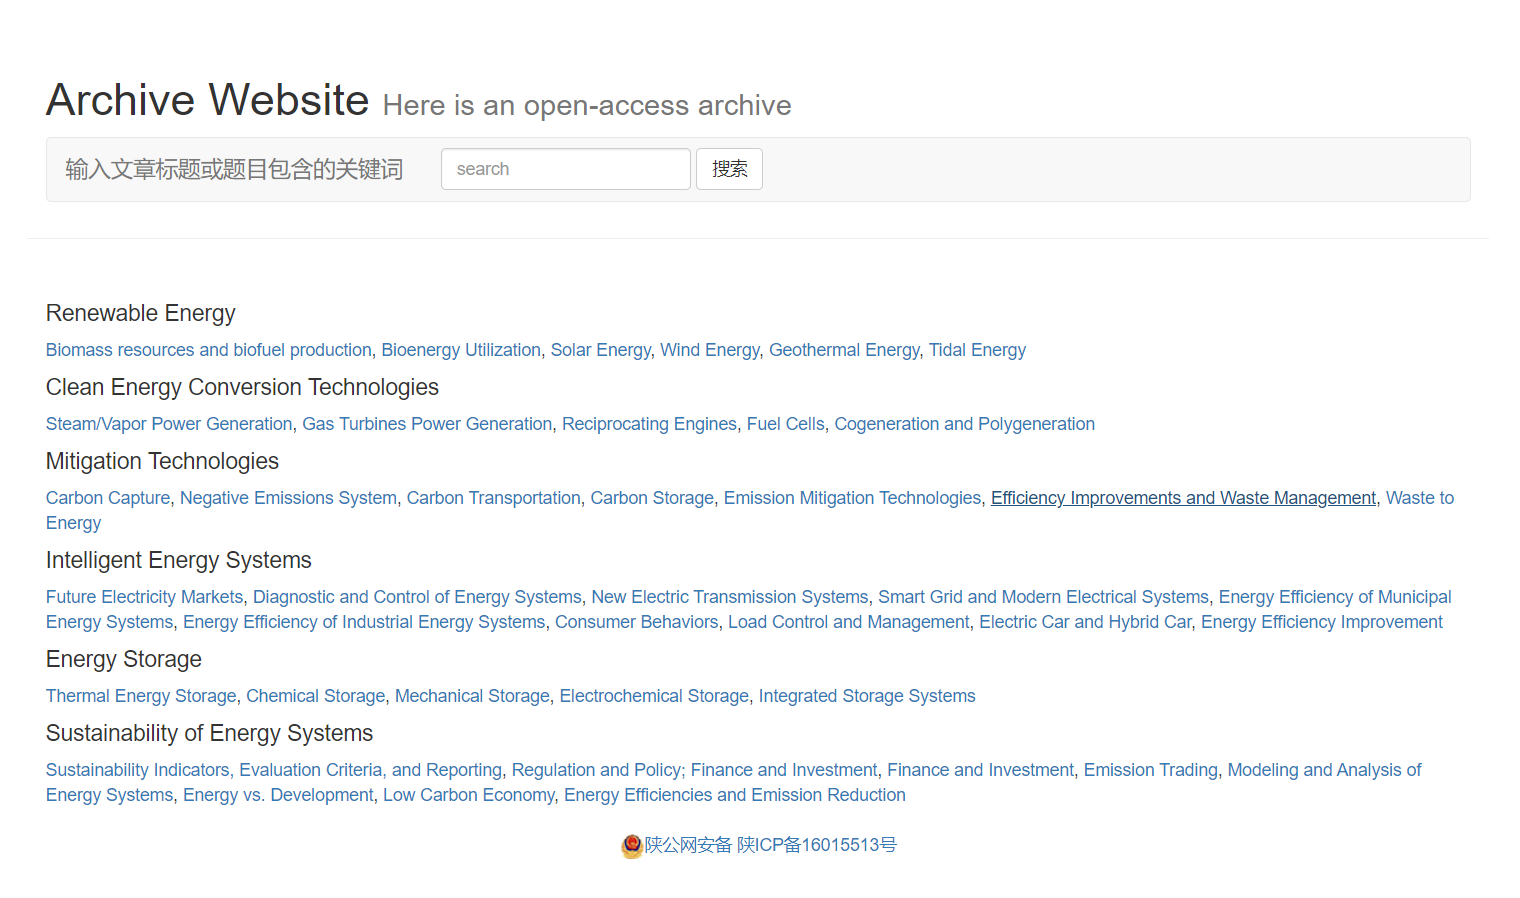 Archive Website Here is an open-access archive
输入文章标题或题目包含的关键词 search 搜索
Renewable Energy
Biomass resources and biofuel production, Bioenergy Utilization, Solar Energy, Wind Energy, Geothermal Energy, Tidal Energy
Clean Energy Conversion Technologies
Steam/Vapor Power Generation, Gas Turbines Power Generation, Reciprocating Engines, Fuel Cells, Cogeneration and Polygeneration
Mitigation Technologies
Carbon Capture, Negative Emissions System, Carbon Transportation, Carbon Storage, Emission Mitigation Technologies, Efficiency Improvements and Waste Management, Waste to
Energy
Intelligent Energy Systems
Future Electricity Markets, Diagnostic and Control of Energy Systems, New Electric Transmission Systems, Smart Grid and Modern Electrical Systems, Energy Efficiency of Municipal
Energy Systems, Energy Efficiency of Industrial Energy Systems, Consumer Behaviors, Load Control and Management, Electric Car and Hybrid Car, Energy Efficiency Improvement
Energy Storage
Thermal Energy Storage, Chemical Storage, Mechanical Storage, Electrochemical Storage, Integrated Storage Systems
Sustainability of Energy Systems
Sustainability Indicators, Evaluation Criteria, and Reporting, Regulation and Policy; Finance and Investment, Finance and Investment, Emission Trading, Modeling and Analysis of
Energy Systems, Energy vs. Development, Low Carbon Economy, Energy Efficiencies and Emission Reduction
陕公网安备 陕ICP备16015513号